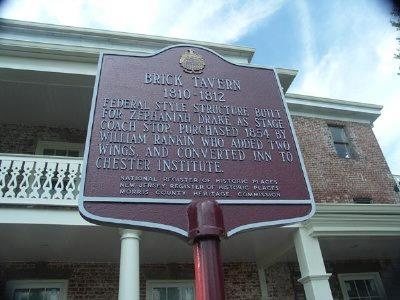 BRICK TAVERN
1810-1812
FEDERAL STYLE STRUCTURE BUILT
FOR ZEPHANIAH DRAKE AS STAGE
COACH STOP. PURCHASED 1854 BY
WILLIAM RANKIN WHO ADDED TWO
WINGS, AND CONVERTED INN TO
CHESTER INSTITUTE.
NATIONAL REGISTER OF HISTORIC PLACES
NEW JERSEY REGISTER OF HISTORIC PLACES
MORRIS COUNTY HERITAGE COMMISSION